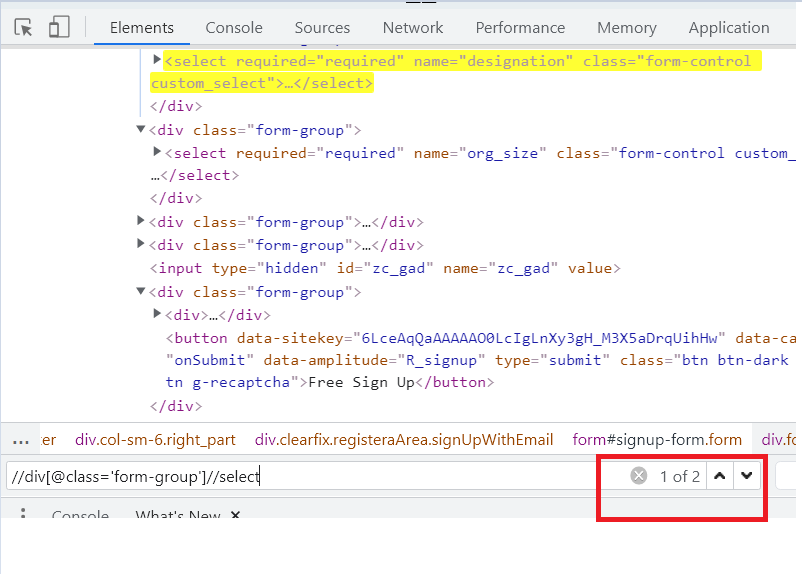 Elements Console Sources Network Performance Memory Application
<select required="required" name="designation" class="form-control
custom_select">…</select>
</div>
<div class="form-group">
<select required="required" name="org_size" class="form-control custom_
…</select>
</div>
<div class="form-group">…</div>
<div class="form-group">…</div>
<input type="hidden" id="zc_gad" name="zc_gad" value>
<div class="form-group">
<div>…</div>
<button data-sitekey="6LceAqQaAAAAAO0LcIgLnXy3gH_M3X5aDrqUihHw" data-ca
"onSubmit" data-amplitude="R_signup" type="submit" class="btn btn-dark
tn g-recaptcha">Free Sign Up</button>
</div>
… ter div.col-sm-6.right_part div.clearfix.registeraArea.signUpWithEmail form#signup-form.form div.fo
//div[@class='form-group']//select 1 of 2
Console What's New